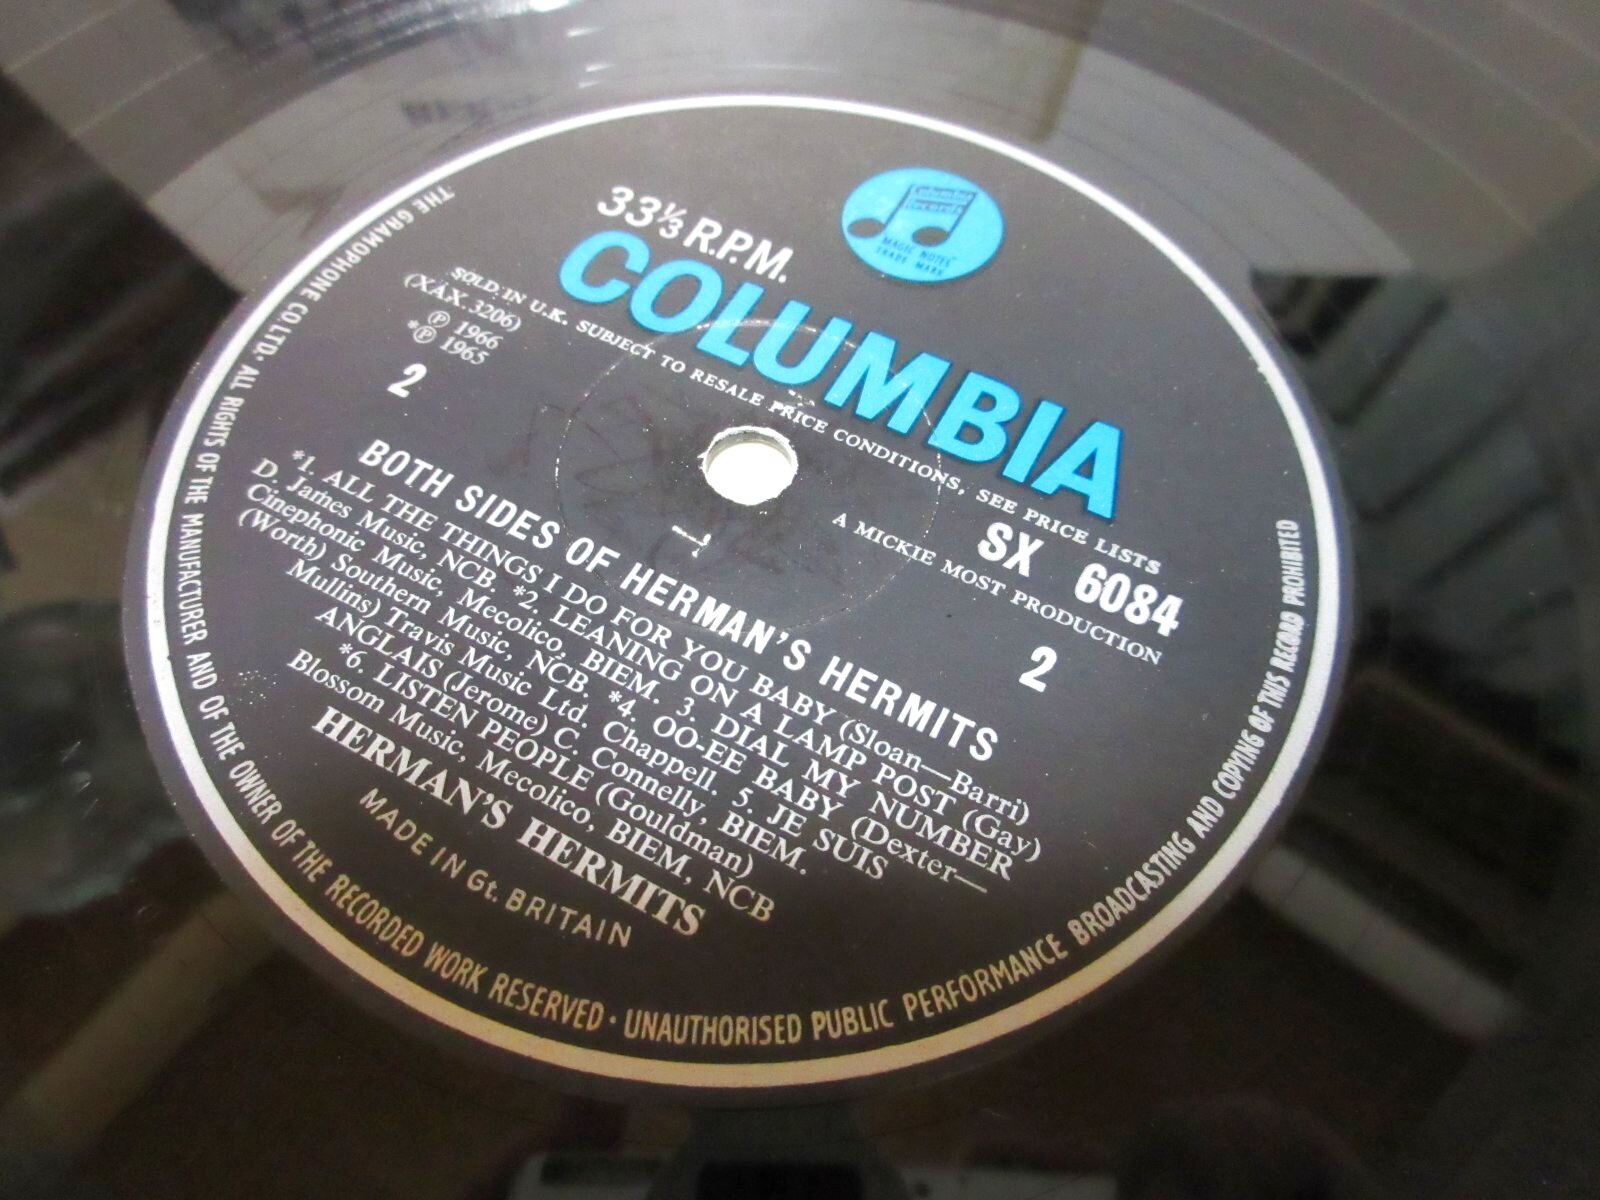 Columbia
Records
MAGIC NOTES
TRADE MARK
33⅓ R.P.M.
COLUMBIA
SOLD IN U.K. SUBJECT TO RESALE PRICE CONDITIONS, SEE PRICE LISTS
(XAX.3206)
℗ 1966
*℗ 1965
2
SX 6084
A MICKIE MOST PRODUCTION
2
BOTH SIDES OF HERMAN'S HERMITS
*1. ALL THE THINGS I DO FOR YOU BABY (Sloan—Barri)
D. James Music, NCB. *2. LEANING ON A LAMP POST (Gay)
Cinephonic Music, Mecolico, BIEM. 3. DIAL MY NUMBER
(Worth) Southern Music, NCB. *4. OO-EE BABY (Dexter—
Mullins) Travis Music Ltd. Chappell. 5. JE SUIS
ANGLAIS (Jerome) C. Connelly, BIEM.
*6. LISTEN PEOPLE (Gouldman)
Blossom Music, Mecolico, BIEM, NCB
HERMAN'S HERMITS
MADE IN Gt. BRITAIN
THE GRAMOPHONE CO. LTD. ALL RIGHTS OF THE MANUFACTURER AND OF THE OWNER OF THE RECORDED WORK RESERVED · UNAUTHORISED PUBLIC PERFORMANCE BROADCASTING AND COPYING OF THIS RECORD PROHIBITED